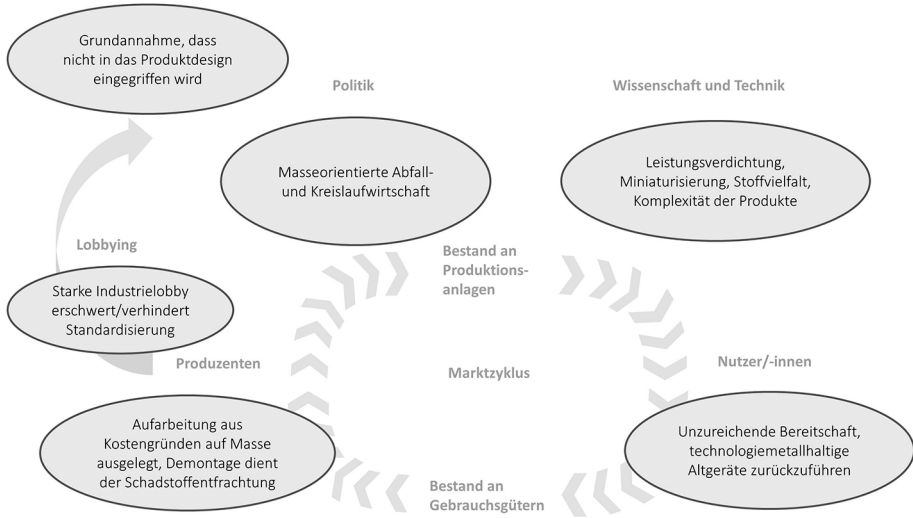 Grundannahme, dass
nicht in das Produktdesign
eingegriffen wird
Politik
Wissenschaft und Technik
Masseorientierte Abfall-
und Kreislaufwirtschaft
Leistungsverdichtung,
Miniaturisierung, Stoffvielfalt,
Komplexität der Produkte
Lobbying
Bestand an
Produktions-
anlagen
Starke Industrielobby
erschwert/verhindert
Standardisierung
Produzenten
Marktzyklus
Nutzer/-innen
Aufarbeitung aus
Kostengründen auf Masse
ausgelegt, Demontage dient
der Schadstoffentfrachtung
Unzureichende Bereitschaft,
technologiemetallhaltige
Altgeräte zurückzuführen
Bestand an
Gebrauchsgütern